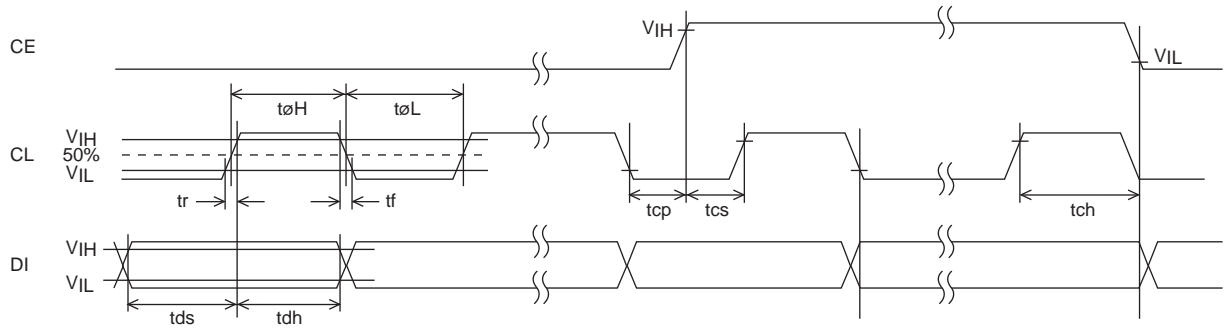 CE
VIH
VIL
tøH
tøL
CL
VIH
50%
VIL
tr
tf
tcp
tcs
tch
DI
VIH
VIL
tds
tdh